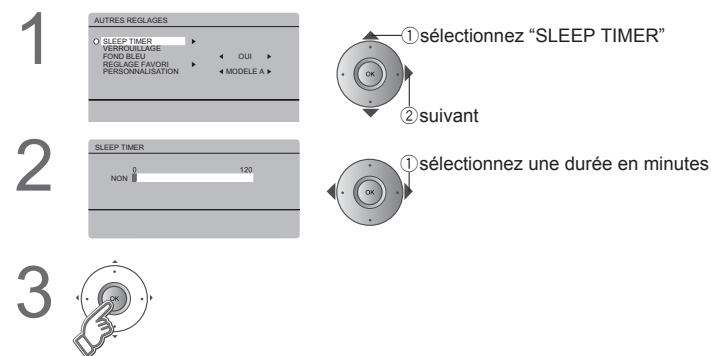 1
AUTRES REGLAGES
SLEEP TIMER
VERROUILLAGE
FOND BLEU OUI
REGLAGE FAVORI
PERSONNALISATION MODELE A
①sélectionnez “SLEEP TIMER”
OK
②suivant
2
SLEEP TIMER
0 120
NON
①sélectionnez une durée en minutes
OK
3
OK